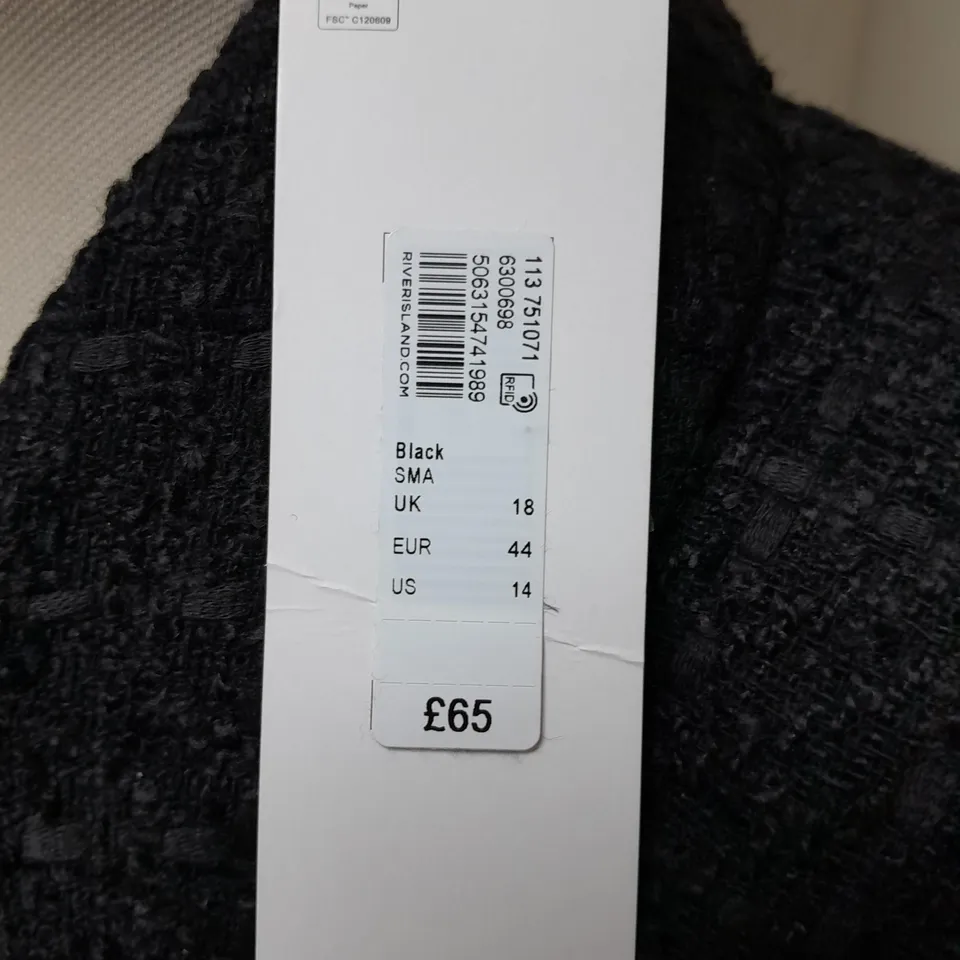 Paper
FSC™ C120609
113 751071
6300698
5063154741989
RIVERISLAND.COM
RFID
Black
SMA
UK 18
EUR 44
US 14
£65